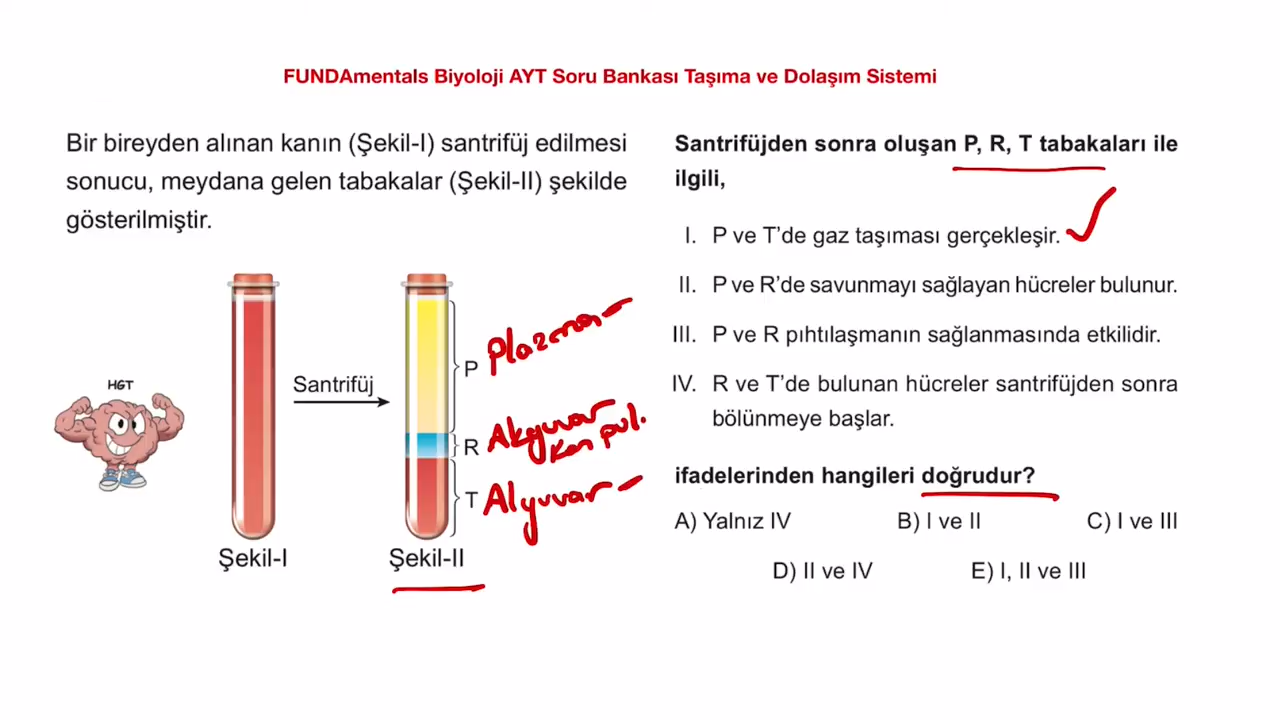 FUNDAmentals Biyoloji AYT Soru Bankası Taşıma ve Dolaşım Sistemi
Bir bireyden alınan kanın (Şekil-I) santrifüj edilmesi
sonucu, meydana gelen tabakalar (Şekil-II) şekilde
gösterilmiştir.
HGT
Santrifüj
P
Plazma
R
Akyuvar
Kan pul.
T
Alyuvar
Şekil-I
Şekil-II
Santrifüjden sonra oluşan P, R, T tabakaları ile
ilgili,
I. P ve T'de gaz taşıması gerçekleşir.
II. P ve R'de savunmayı sağlayan hücreler bulunur.
III. P ve R pıhtılaşmanın sağlanmasında etkilidir.
IV. R ve T'de bulunan hücreler santrifüjden sonra
bölünmeye başlar.
ifadelerinden hangileri doğrudur?
A) Yalnız IV
B) I ve II
C) I ve III
D) II ve IV
E) I, II ve III